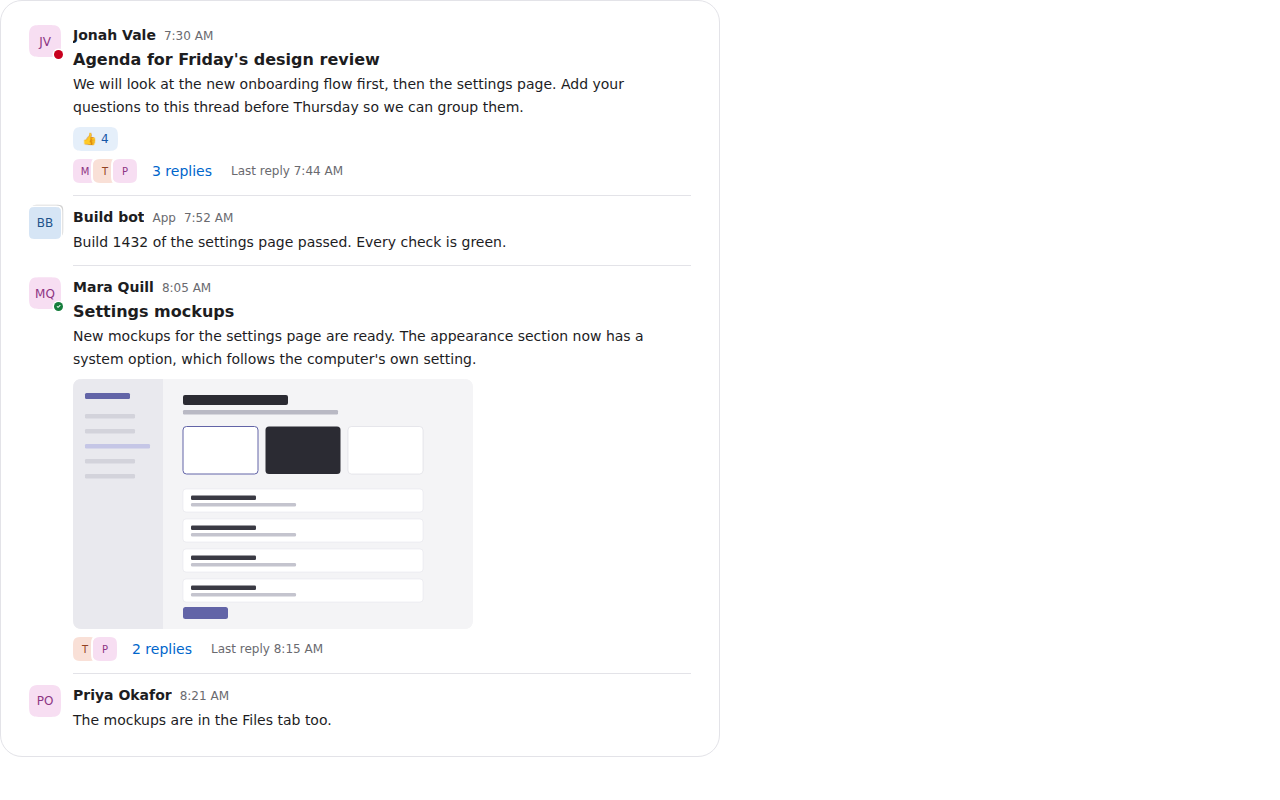 JV
Jonah Vale 7:30 AM
Agenda for Friday's design review
We will look at the new onboarding flow first, then the settings page. Add your
questions to this thread before Thursday so we can group them.
👍 4
M T P 3 replies Last reply 7:44 AM
BB
Build bot App 7:52 AM
Build 1432 of the settings page passed. Every check is green.
MQ
Mara Quill 8:05 AM
Settings mockups
New mockups for the settings page are ready. The appearance section now has a
system option, which follows the computer's own setting.
T P 2 replies Last reply 8:15 AM
PO
Priya Okafor 8:21 AM
The mockups are in the Files tab too.